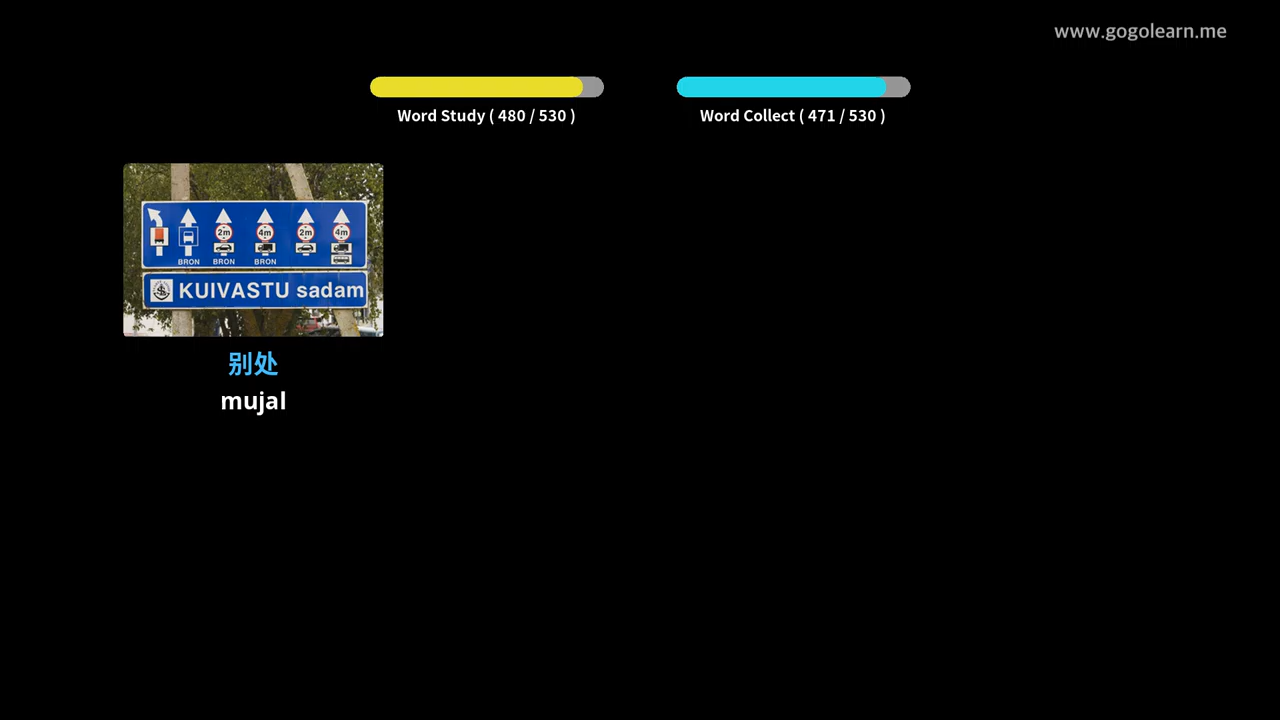 www.gogolearn.me
Word Study ( 480 / 530 )
Word Collect ( 471 / 530 )
2m 4m 2m 4m
BRON BRON BRON
KUIVASTU sadam
别处
mujal